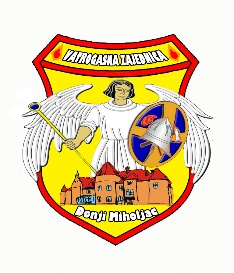 VATROGASNA ZAJEDNICA
Donji Miholjac